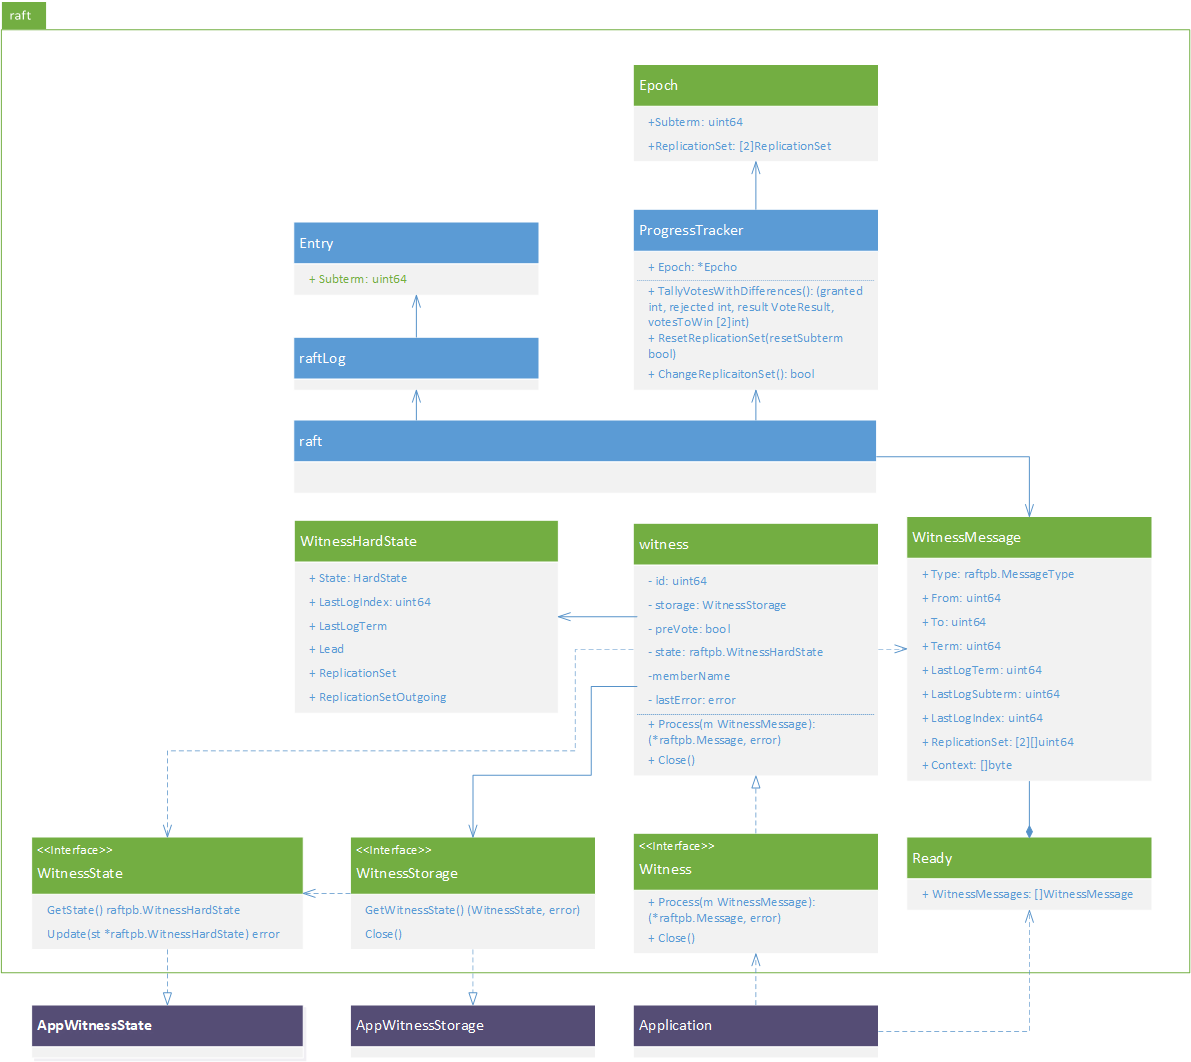 raft
Epoch
+Subterm: uint64
+ReplicationSet: [2]ReplicationSet
Entry
+ Subterm: uint64
ProgressTracker
+ Epoch: *Epcho
+ TallyVotesWithDifferences(): (granted
int, rejected int, result VoteResult,
votesToWin [2]int)
+ ResetReplicationSet(resetSubterm
bool)
+ ChangeReplicaitonSet(): bool
raftLog
raft
WitnessHardState
+ State: HardState
+ LastLogIndex: uint64
+ LastLogTerm
+ Lead
+ ReplicationSet
+ ReplicationSetOutgoing
witness
- id: uint64
- storage: WitnessStorage
- preVote: bool
- state: raftpb.WitnessHardState
-memberName
- lastError: error
+ Process(m WitnessMessage):
(*raftpb.Message, error)
+ Close()
WitnessMessage
+ Type: raftpb.MessageType
+ From: uint64
+ To: uint64
+ Term: uint64
+ LastLogTerm: uint64
+ LastLogSubterm: uint64
+ LastLogIndex: uint64
+ ReplicationSet: [2][]uint64
+ Context: []byte
<<Interface>>
WitnessState
GetState() raftpb.WitnessHardState
Update(st *raftpb.WitnessHardState) error
<<Interface>>
WitnessStorage
GetWitnessState() (WitnessState, error)
Close()
<<Interface>>
Witness
+ Process(m WitnessMessage):
(*raftpb.Message, error)
+ Close()
Ready
+ WitnessMessages: []WitnessMessage
AppWitnessState
AppWitnessStorage
Application